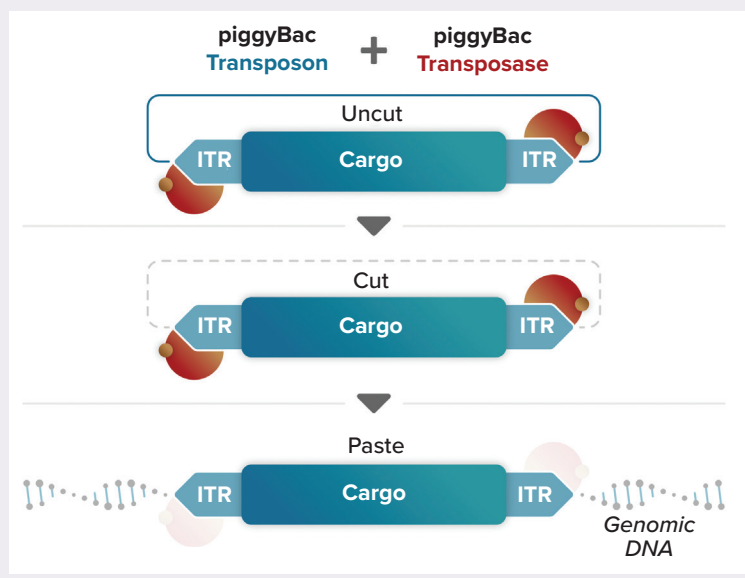 piggyBac
Transposon
+
piggyBac
Transposase
Uncut
ITR
Cargo
ITR
Cut
ITR
Cargo
ITR
Paste
ITR
Cargo
ITR
Genomic
DNA